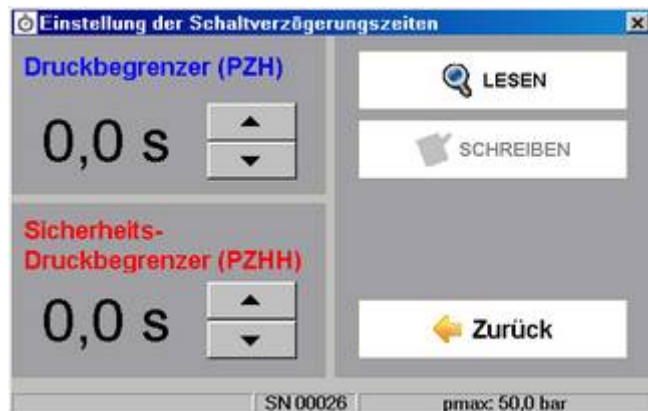 Einstellung der Schaltverzögerungszeiten
Druckbegrenzer (PZH)
0,0 s
LESEN
SCHREIBEN
Sicherheits-
Druckbegrenzer (PZHH)
0,0 s
Zurück
SN 00026
pmax: 50,0 bar